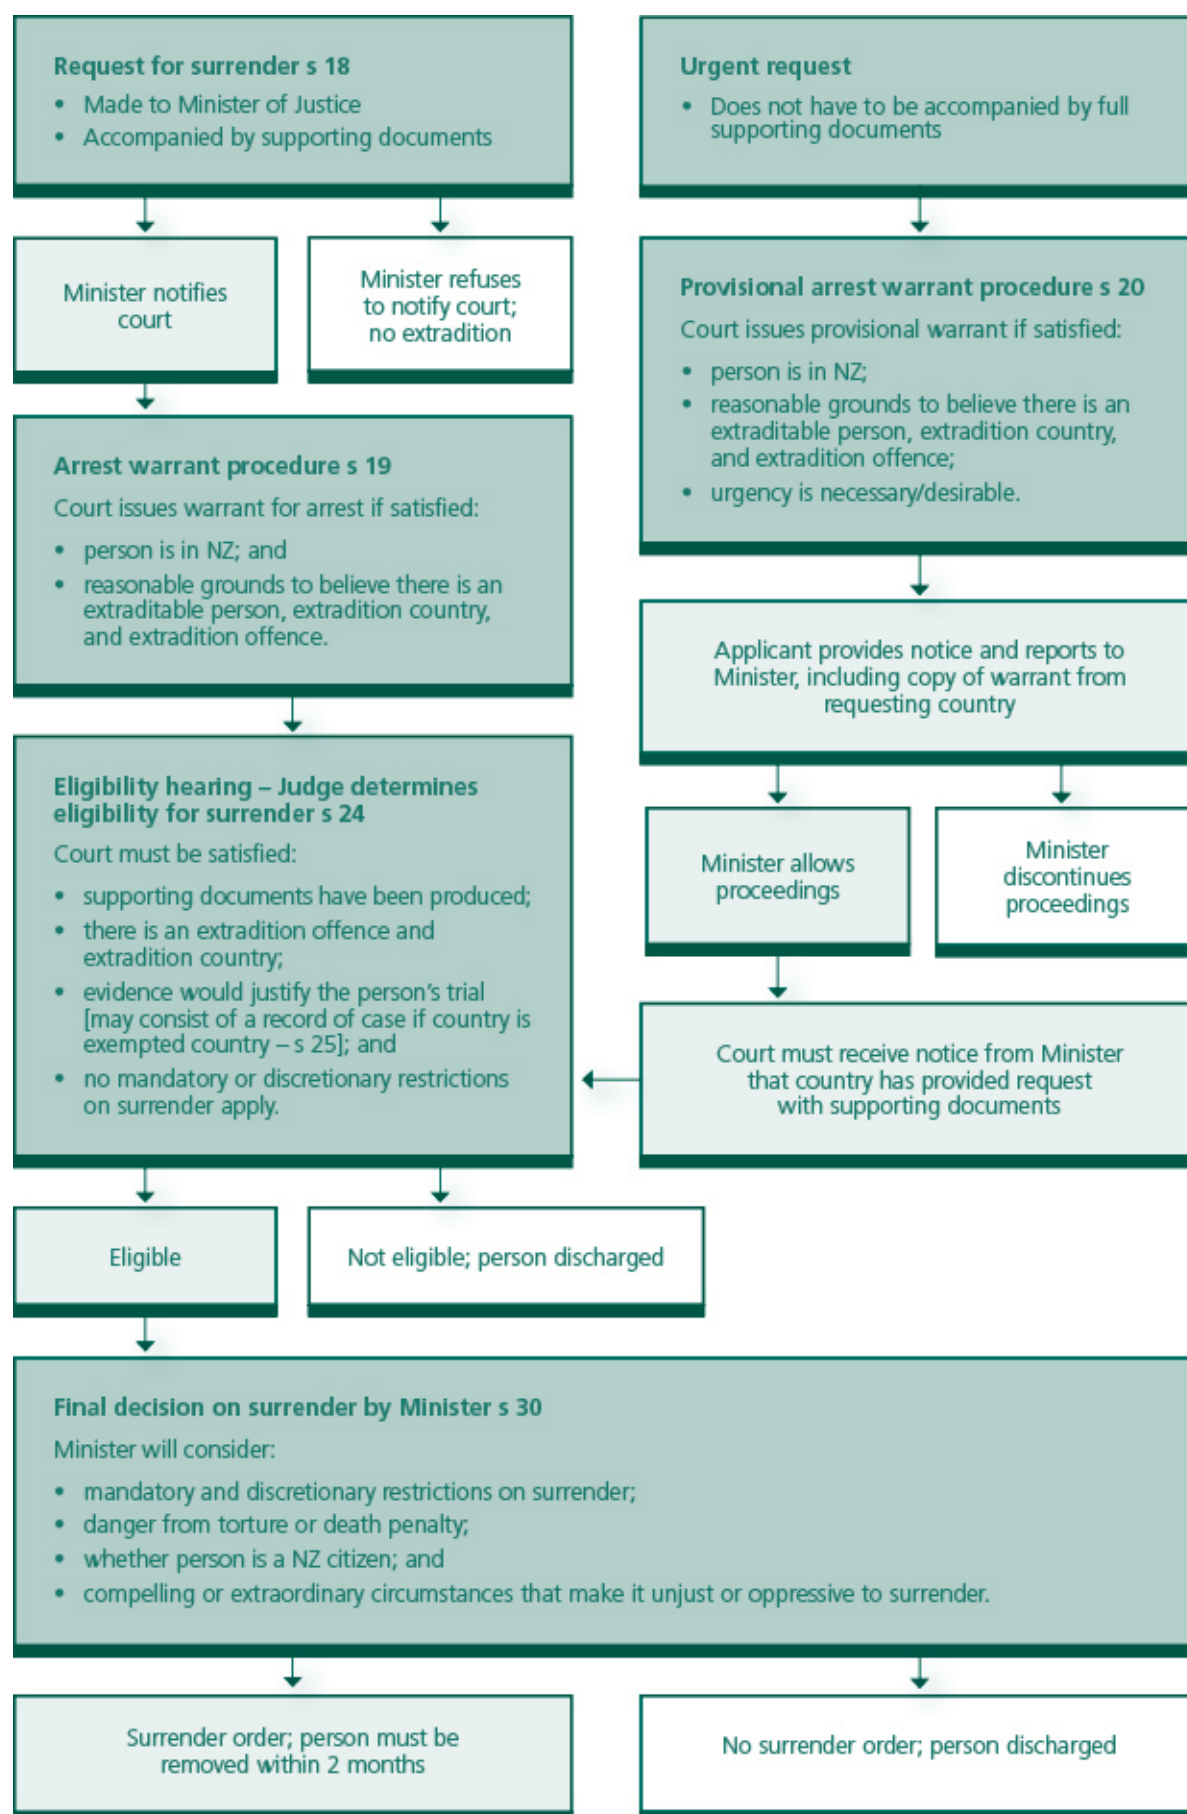 Request for surrender s 18
• Made to Minister of Justice
• Accompanied by supporting documents
Urgent request
• Does not have to be accompanied by full
supporting documents
Minister notifies
court
Minister refuses
to notify court;
no extradition
Provisional arrest warrant procedure s 20
Court issues provisional warrant if satisfied:
• person is in NZ;
• reasonable grounds to believe there is an
extraditable person, extradition country,
and extradition offence;
• urgency is necessary/desirable.
Arrest warrant procedure s 19
Court issues warrant for arrest if satisfied:
• person is in NZ; and
• reasonable grounds to believe there is an
extraditable person, extradition country,
and extradition offence.
Applicant provides notice and reports to
Minister, including copy of warrant from
requesting country
Eligibility hearing – Judge determines
eligibility for surrender s 24
Court must be satisfied:
• supporting documents have been produced;
• there is an extradition offence and
extradition country;
• evidence would justify the person's trial
[may consist of a record of case if country is
exempted country – s 25]; and
• no mandatory or discretionary restrictions
on surrender apply.
Minister allows
proceedings
Minister
discontinues
proceedings
Court must receive notice from Minister
that country has provided request
with supporting documents
Eligible
Not eligible; person discharged
Final decision on surrender by Minister s 30
Minister will consider:
• mandatory and discretionary restrictions on surrender;
• danger from torture or death penalty;
• whether person is a NZ citizen; and
• compelling or extraordinary circumstances that make it unjust or oppressive to surrender.
Surrender order; person must be
removed within 2 months
No surrender order; person discharged